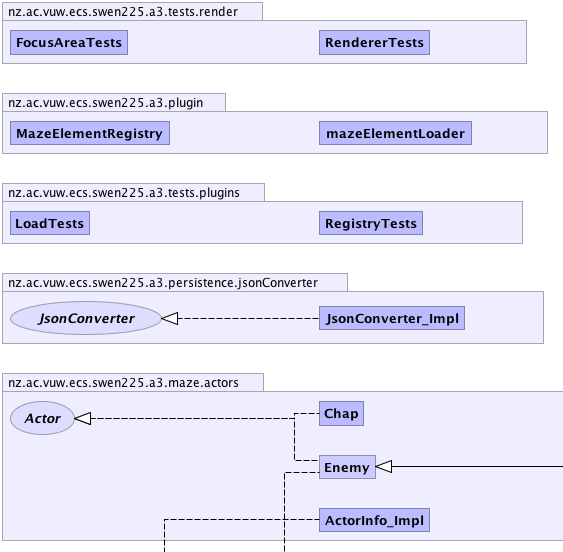 nz.ac.vuw.ecs.swen225.a3.tests.render
FocusAreaTests
RendererTests
nz.ac.vuw.ecs.swen225.a3.plugin
MazeElementRegistry
mazeElementLoader
nz.ac.vuw.ecs.swen225.a3.tests.plugins
LoadTests
RegistryTests
nz.ac.vuw.ecs.swen225.a3.persistence.jsonConverter
JsonConverter
JsonConverter_Impl
nz.ac.vuw.ecs.swen225.a3.maze.actors
Actor
Chap
Enemy
ActorInfo_Impl